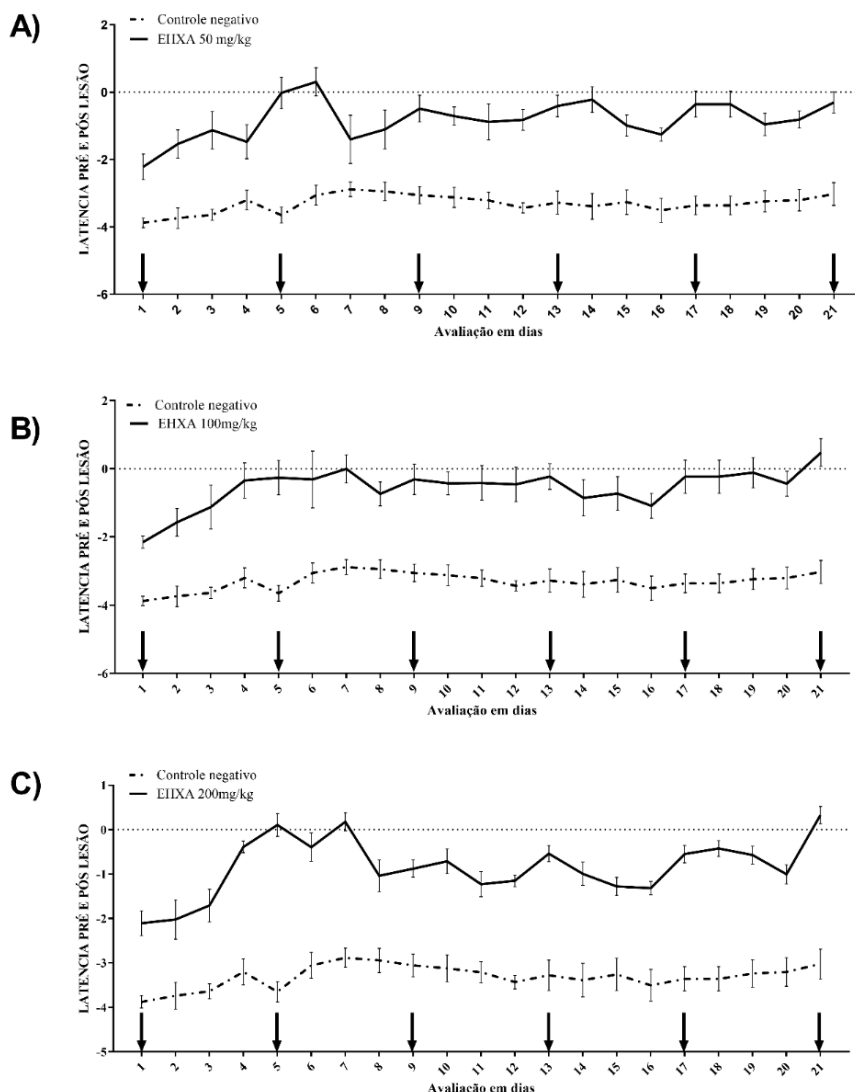 A)
Controle negativo
EHXA 50 mg/kg
LATENCIA PRÉ E PÓS LESÃO
2
0
-2
-4
-6
1 2 3 4 5 6 7 8 9 10 11 12 13 14 15 16 17 18 19 20 21
Avaliação em dias
B)
Controle negativo
EHXA 100mg/kg
LATENCIA PRÉ E PÓS LESÃO
2
0
-2
-4
-6
1 2 3 4 5 6 7 8 9 10 11 12 13 14 15 16 17 18 19 20 21
Avaliação em dias
C)
Controle negativo
EHXA 200mg/kg
LATENCIA PRÉ E PÓS LESÃO
1
0
-1
-2
-3
-4
-5
1 2 3 4 5 6 7 8 9 10 11 12 13 14 15 16 17 18 19 20 21
Avaliação em dias